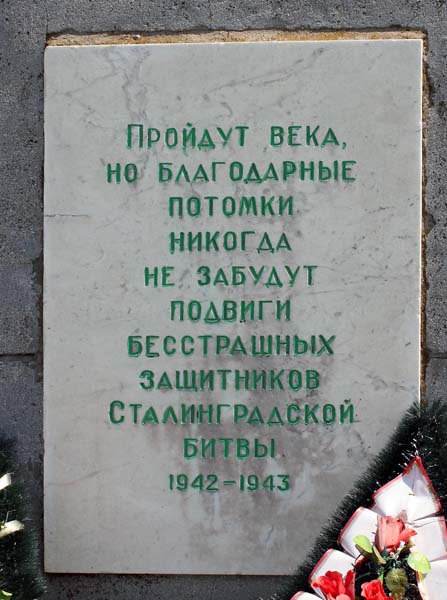 Пройдут века,
но благодарные
потомки
никогда
не забудут
подвиги
бесстрашных
защитников
Сталинградской
битвы.
1942-1943